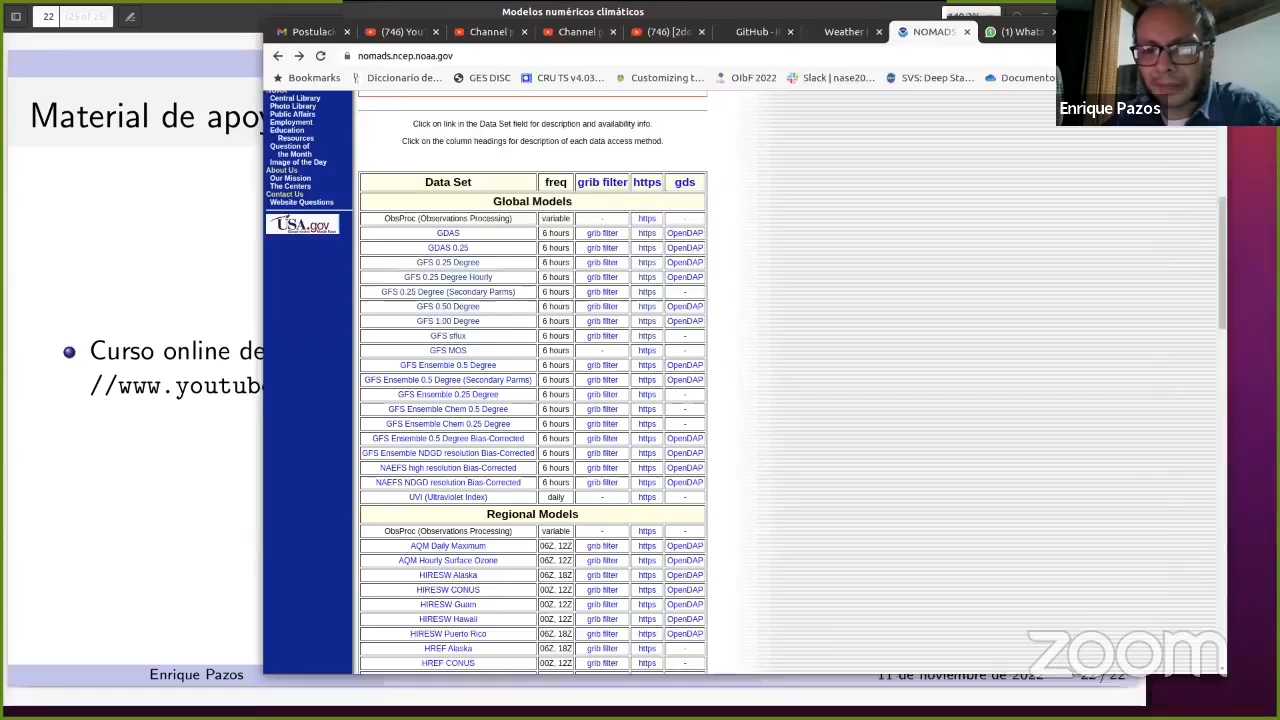 22
(25 of 25)
Modelos numéricos climáticos
Postulacio
(746) You
Channel p
Channel p
(746) [2do
GitHub - H
Weather
NOMADS
(1) Whats
nomads.ncep.noaa.gov
Bookmarks
Diccionario de...
GES DISC
CRU TS v4.03...
Customizing t...
OIbF 2022
Slack | nase20...
SVS: Deep Sta...
Documento
Enrique Pazos
Material de apoy
Curso online de
//www.youtube
Central Library
Photo Library
Public Affairs
Employment
Education
Resources
Question of
the Month
Image of the Day
About Us
Our Mission
The Centers
Contact Us
Website Questions
USA.gov
Click on link in the Data Set field for description and availability info.
Click on the column headings for description of each data access method.
Data Set freq grib filter https gds
Global Models
ObsProc (Observations Processing) variable - https -
GDAS 6 hours grib filter https OpenDAP
GDAS 0.25 6 hours grib filter https OpenDAP
GFS 0.25 Degree 6 hours grib filter https OpenDAP
GFS 0.25 Degree Hourly 6 hours grib filter https OpenDAP
GFS 0.25 Degree (Secondary Parms) 6 hours grib filter https -
GFS 0.50 Degree 6 hours grib filter https OpenDAP
GFS 1.00 Degree 6 hours grib filter https OpenDAP
GFS sflux 6 hours grib filter https -
GFS MOS 6 hours - https -
GFS Ensemble 0.5 Degree 6 hours grib filter https OpenDAP
GFS Ensemble 0.5 Degree (Secondary Parms) 6 hours grib filter https OpenDAP
GFS Ensemble 0.25 Degree 6 hours grib filter https -
GFS Ensemble Chem 0.5 Degree 6 hours grib filter https -
GFS Ensemble Chem 0.25 Degree 6 hours grib filter https -
GFS Ensemble 0.5 Degree Bias-Corrected 6 hours grib filter https OpenDAP
GFS Ensemble NDGD resolution Bias-Corrected 6 hours grib filter https OpenDAP
NAEFS high resolution Bias-Corrected 6 hours grib filter https OpenDAP
NAEFS NDGD resolution Bias-Corrected 6 hours grib filter https OpenDAP
UVI (Ultraviolet Index) daily - https -
Regional Models
ObsProc (Observations Processing) variable - https -
AQM Daily Maximum 06Z, 12Z grib filter https OpenDAP
AQM Hourly Surface Ozone 06Z, 12Z grib filter https OpenDAP
HIRESW Alaska 06Z, 18Z grib filter https OpenDAP
HIRESW CONUS 00Z, 12Z grib filter https OpenDAP
HIRESW Guam 00Z, 12Z grib filter https OpenDAP
HIRESW Hawaii 00Z, 12Z grib filter https OpenDAP
HIRESW Puerto Rico 06Z, 18Z grib filter https OpenDAP
HREF Alaska 06Z, 18Z grib filter https -
HREF CONUS 00Z, 12Z grib filter https -
zoom
Enrique Pazos
11 de noviembre de 2022
22 / 22